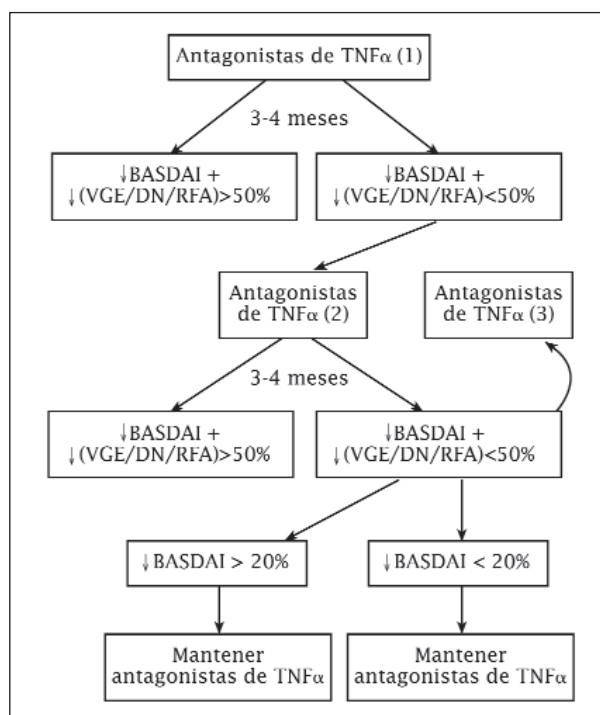 Antagonistas de TNFα (1)
3-4 meses
↓BASDAI +
↓(VGE/DN/RFA)>50%
↓BASDAI +
↓(VGE/DN/RFA)<50%
Antagonistas
de TNFα (2)
Antagonistas
de TNFα (3)
3-4 meses
↓BASDAI +
↓(VGE/DN/RFA)>50%
↓BASDAI +
↓(VGE/DN/RFA)<50%
↓BASDAI > 20%
↓BASDAI < 20%
Mantener
antagonistas de TNFα
Mantener
antagonistas de TNFα